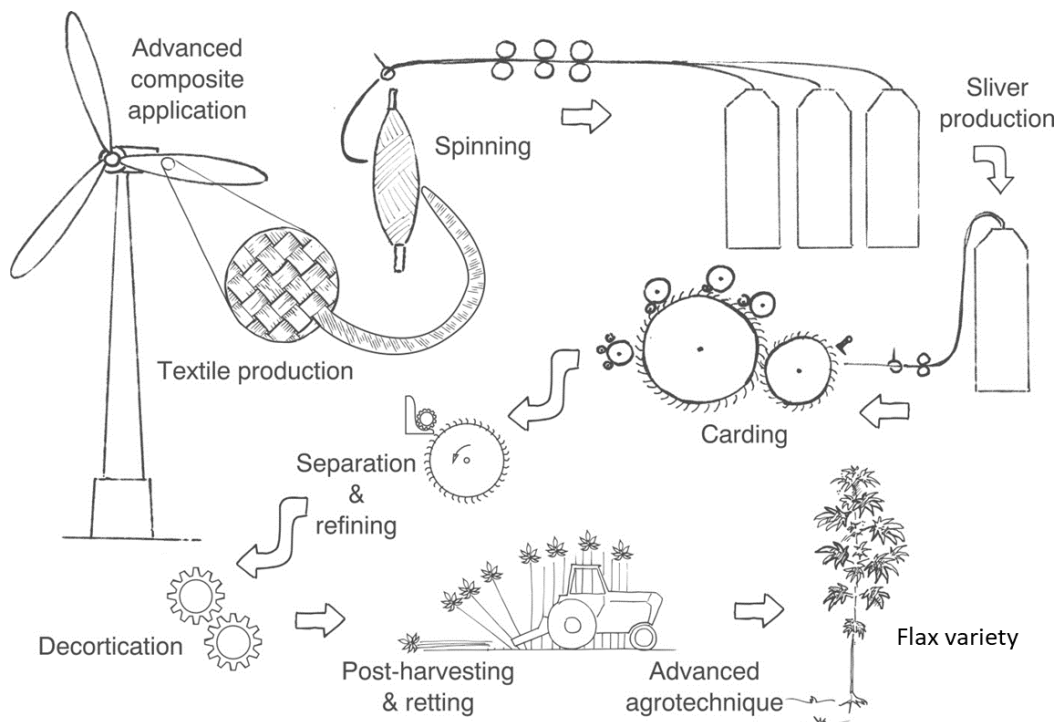 Advanced
composite
application
Spinning
Sliver
production
Textile production
Carding
Separation
&
refining
Decortication
Post-harvesting
& retting
Advanced
agrotechnique
Flax variety